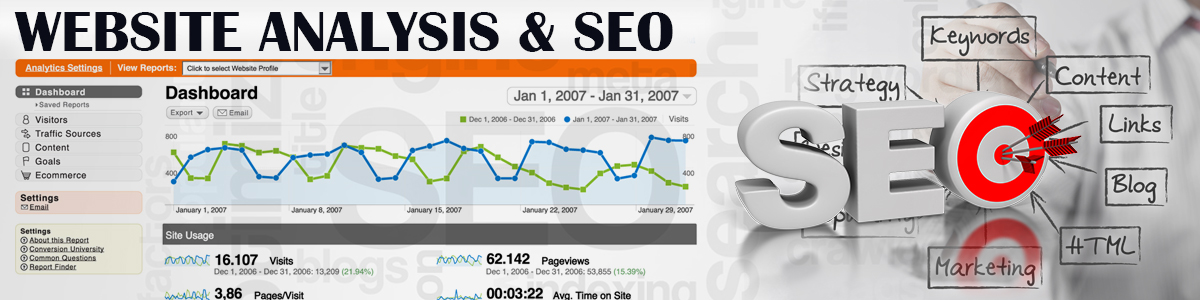 WEBSITE ANALYSIS & SEO
Analytics Settings View Reports: Click to select Website Profile
Dashboard
Saved Reports
Visitors
Traffic Sources
Content
Goals
Ecommerce
Settings
Email
Settings
About this Report
Conversion University
Common Questions
Report Finder
Dashboard
Jan 1, 2007 - Jan 31, 2007
Export Email
Dec 1, 2006 - Dec 31, 2006 Jan 1, 2007 - Jan 31, 2007 Visits
800 800
400 400
January 1, 2007 January 8, 2007 January 15, 2007 January 22, 2007 January 29, 2007
Site Usage
16.107 Visits
Dec 1, 2006 - Dec 31, 2006: 13,209 (21.94%)
62.142 Pageviews
Dec 1, 2006 - Dec 31, 2006: 53,855 (15.39%)
3,86 Pages/Visit
00:03:22 Avg. Time on Site
meta
search
SEO
blogs
indexing
Keywords
Strategy
Content
Links
Blog
HTML
Marketing
SEO